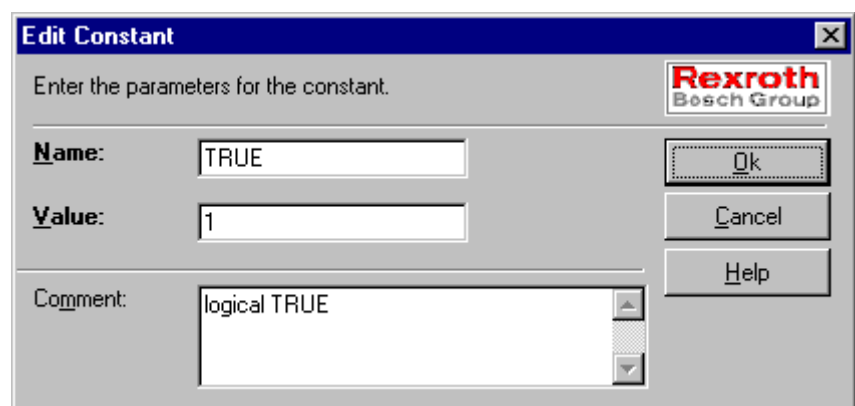 Edit Constant
Enter the parameters for the constant.
Rexroth
Bosch Group
Name:
TRUE
Ok
Value:
1
Cancel
Help
Comment:
logical TRUE